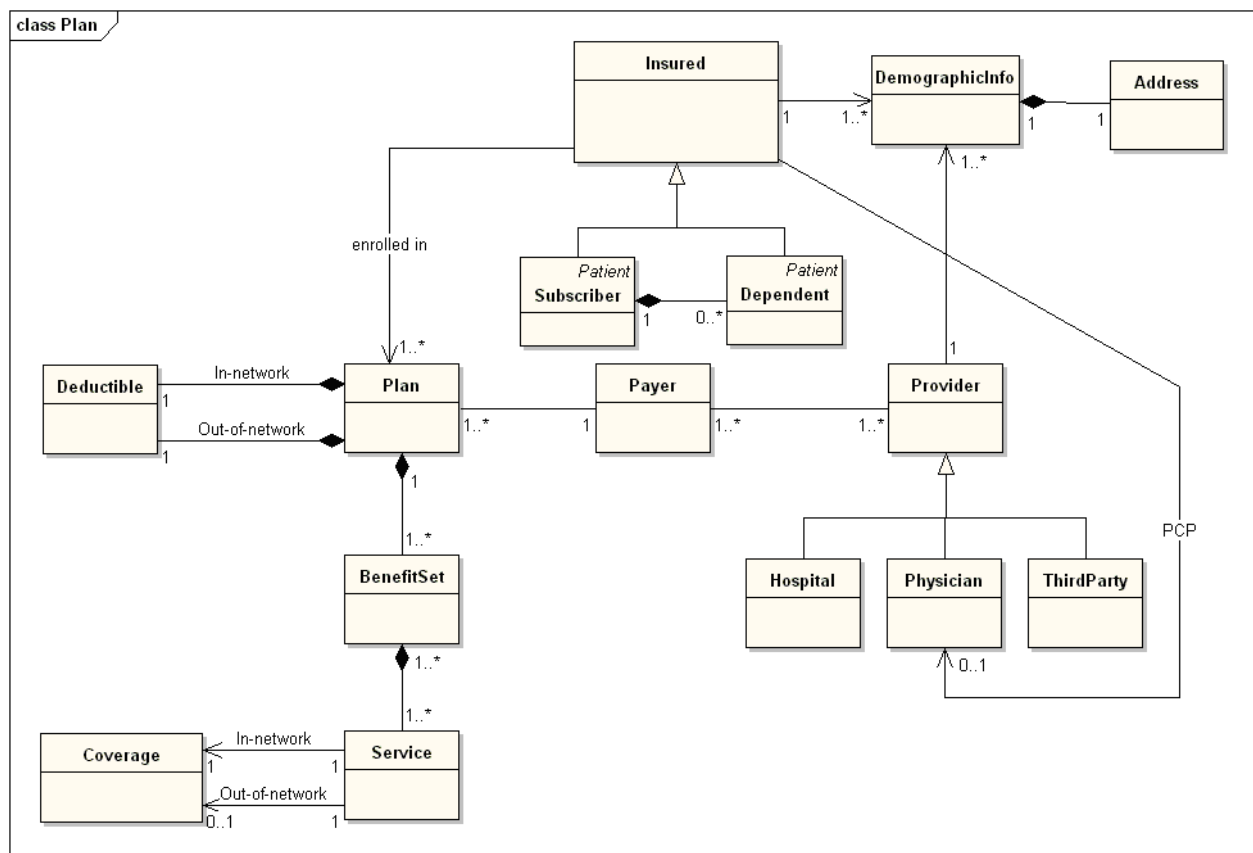 class Plan
Insured
DemographicInfo
Address
1
1..*
1
1
1..*
enrolled in
Patient
Subscriber
Patient
Dependent
1
0..*
1..*
1
Deductible
In-network
1
Out-of-network
1
Plan
1..*
1
Payer
1..*
1..*
Provider
1
1..*
PCP
BenefitSet
Hospital
Physician
ThirdParty
1..*
0..1
1..*
Coverage
In-network
1
1
Out-of-network
0..1
1
Service